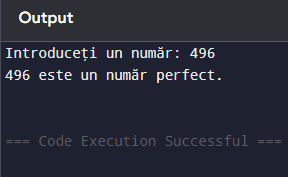 Output
Introduceți un număr: 496
496 este un număr perfect.
=== Code Execution Successful ===